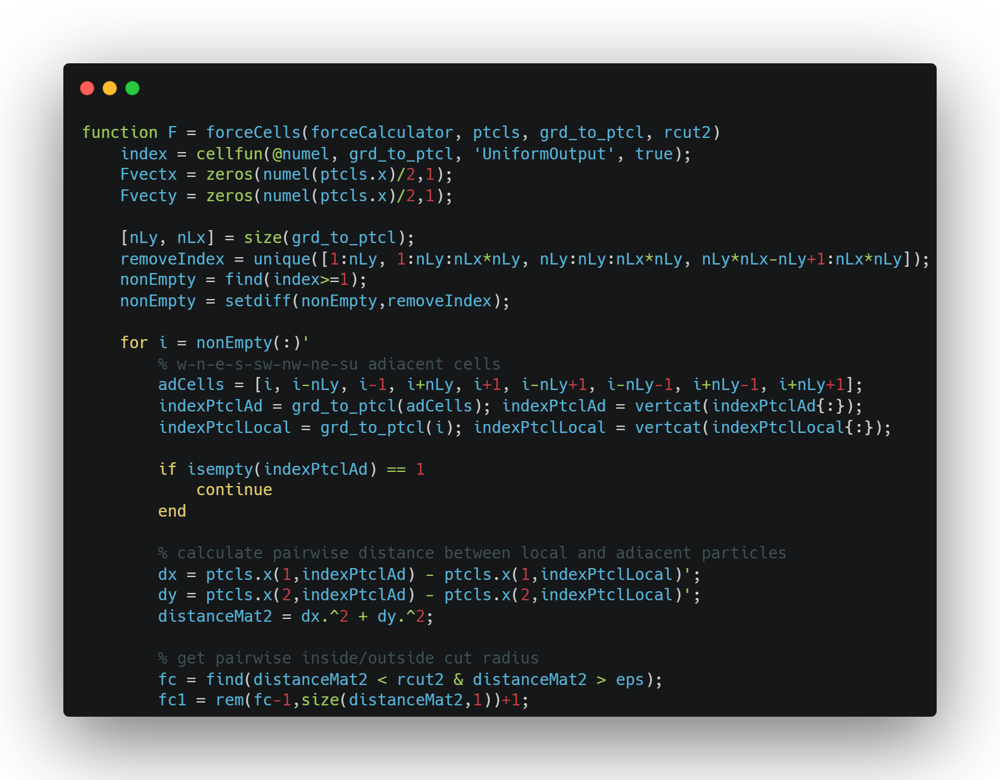 function F = forceCells(forceCalculator, ptcls, grd_to_ptcl, rcut2)
    index = cellfun(@numel, grd_to_ptcl, 'UniformOutput', true);
    Fvectx = zeros(numel(ptcls.x)/2,1);
    Fvecty = zeros(numel(ptcls.x)/2,1);

    [nLy, nLx] = size(grd_to_ptcl);
    removeIndex = unique([1:nLy, 1:nLy:nLx*nLy, nLy:nLy:nLx*nLy, nLy*nLx-nLy+1:nLx*nLy]);
    nonEmpty = find(index>=1);
    nonEmpty = setdiff(nonEmpty,removeIndex);

    for i = nonEmpty(:)'
        % w-n-e-s-sw-nw-ne-su adiacent cells
        adCells = [i, i-nLy, i-1, i+nLy, i+1, i-nLy+1, i-nLy-1, i+nLy-1, i+nLy+1];
        indexPtclAd = grd_to_ptcl(adCells); indexPtclAd = vertcat(indexPtclAd{:});
        indexPtclLocal = grd_to_ptcl(i); indexPtclLocal = vertcat(indexPtclLocal{:});

        if isempty(indexPtclAd) == 1
            continue
        end

        % calculate pairwise distance between local and adiacent particles
        dx = ptcls.x(1,indexPtclAd) - ptcls.x(1,indexPtclLocal)';
        dy = ptcls.x(2,indexPtclAd) - ptcls.x(2,indexPtclLocal)';
        distanceMat2 = dx.^2 + dy.^2;

        % get pairwise inside/outside cut radius
        fc = find(distanceMat2 < rcut2 & distanceMat2 > eps);
        fc1 = rem(fc-1,size(distanceMat2,1))+1;